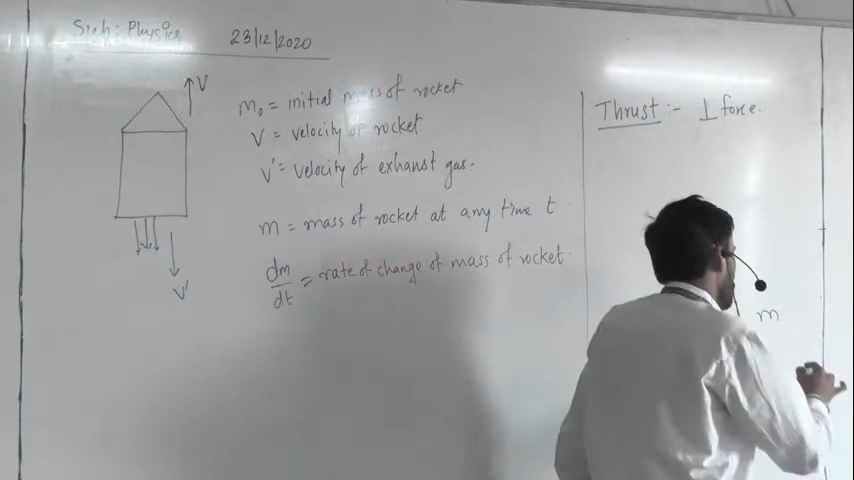 Sub: Physics
23/12/2020
V
m₀ = initial mass of rocket
V = velocity of rocket
v' = velocity of exhaust gas.
m = mass of rocket at any time t
dm/dt = rate of change of mass of rocket.
V'
Thrust :- ⊥ force.
m